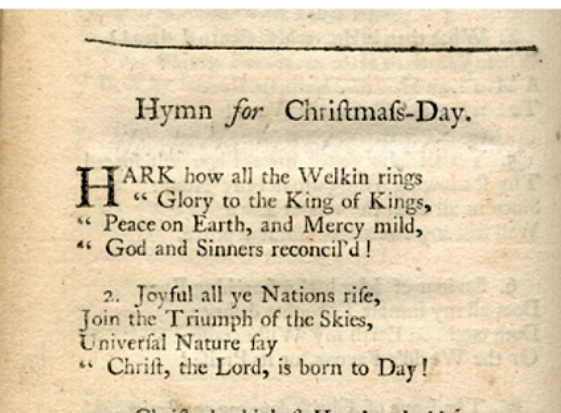 Hymn for Chriſtmaſs-Day.
HARK how all the Welkin rings
“ Glory to the King of Kings,
“ Peace on Earth, and Mercy mild,
“ God and Sinners reconcil'd !
2. Joyful all ye Nations riſe,
Join the Triumph of the Skies,
Univerſal Nature ſay
“ Chriſt, the Lord, is born to Day !